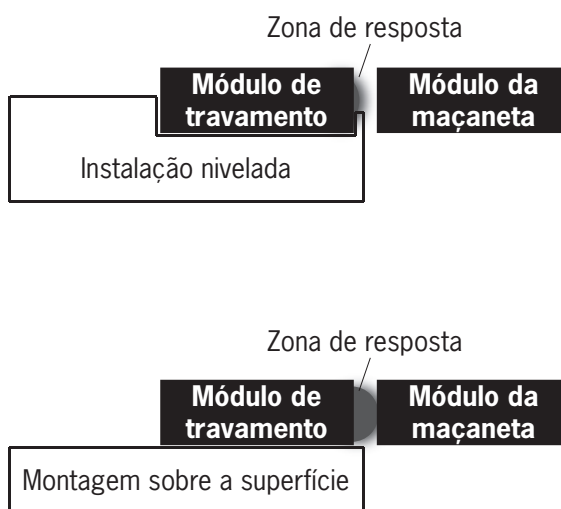 Zona de resposta
Módulo de
travamento
Módulo da
maçaneta
Instalação nivelada
Zona de resposta
Módulo de
travamento
Módulo da
maçaneta
Montagem sobre a superfície